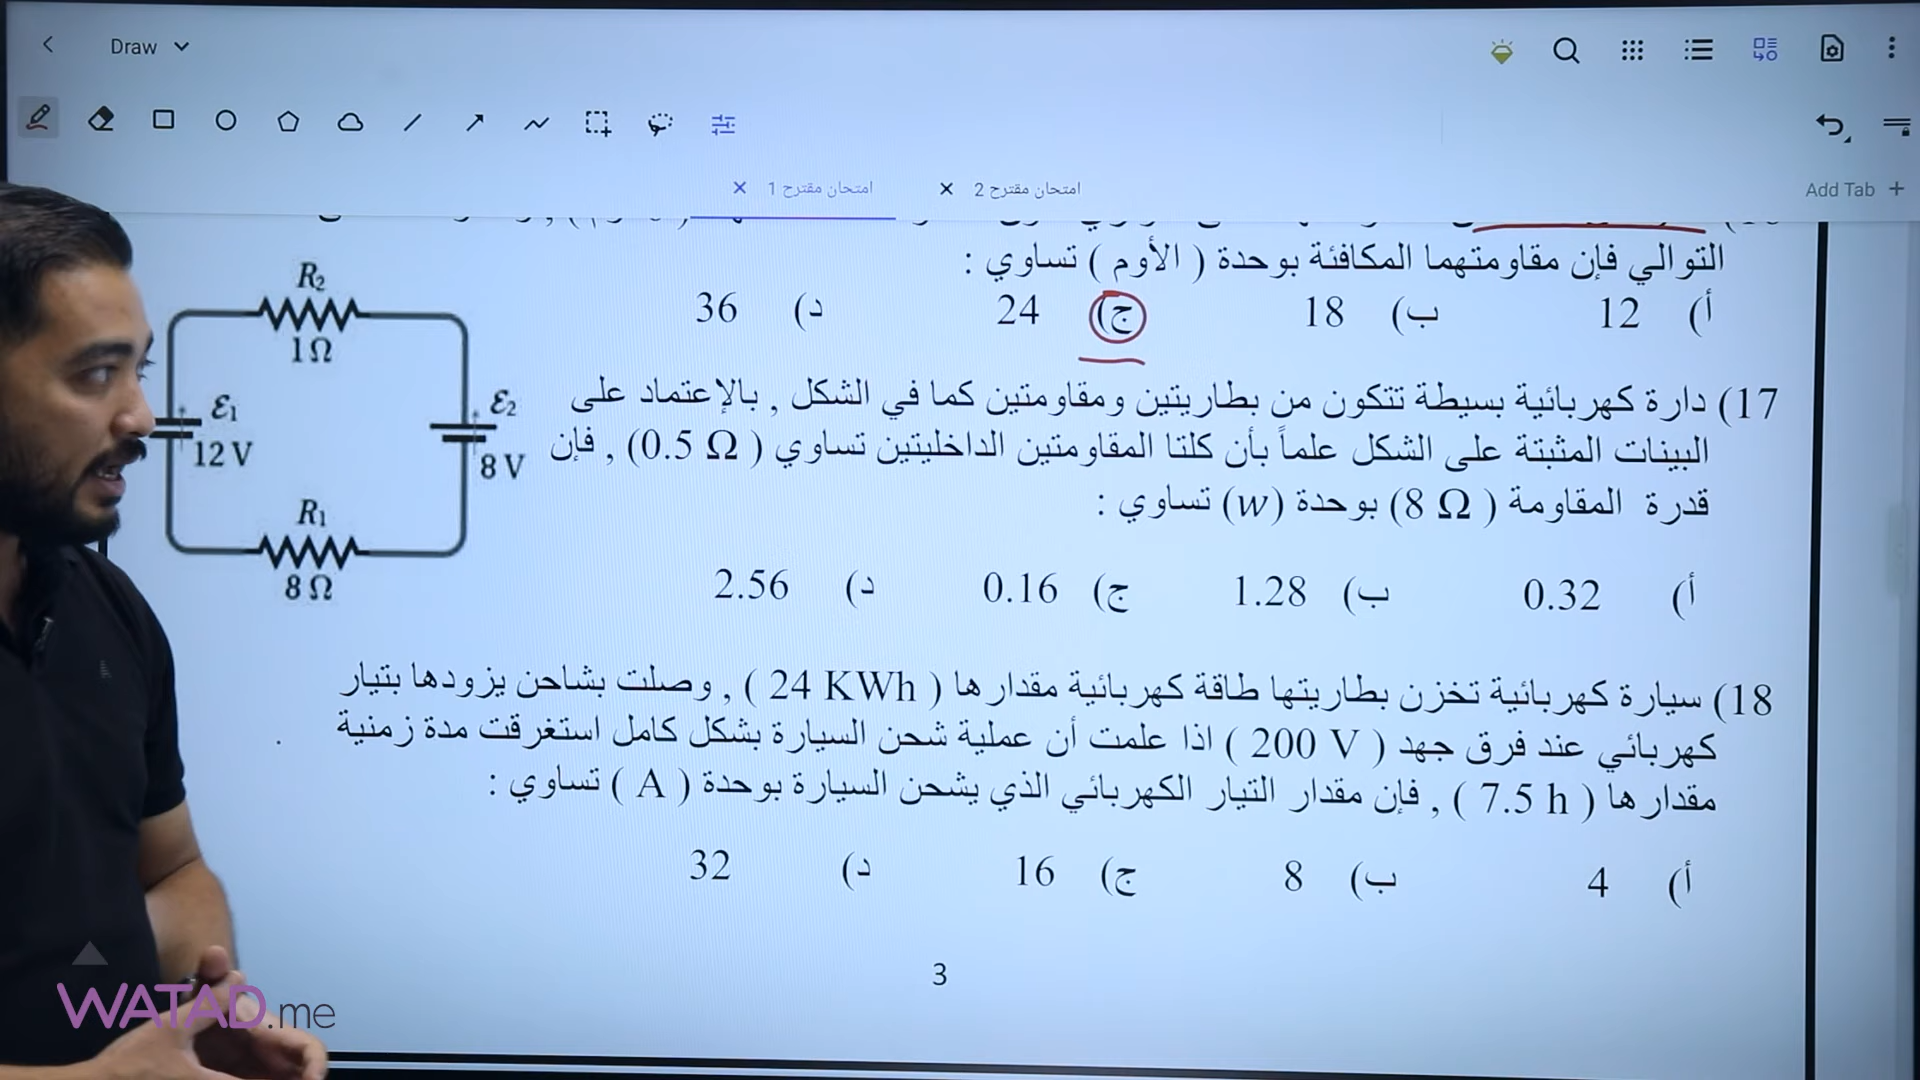 Draw
امتحان مقترح 1
امتحان مقترح 2
Add Tab
التوالي فإن مقاومتهما المكافئة بوحدة ( الأوم ) تساوي :
أ) 12 ب) 18 ج) 24 د) 36
17) دارة كهربائية بسيطة تتكون من بطاريتين ومقاومتين كما في الشكل , بالإعتماد على
البينات المثبتة على الشكل علماً بأن كلتا المقاومتين الداخليتين تساوي ( 0.5 Ω) , فإن
قدرة المقاومة ( 8 Ω) بوحدة (w) تساوي :
أ) 0.32 ب) 1.28 ج) 0.16 د) 2.56
R₂
1Ω
ε₁
12 V
ε₂
8 V
R₁
8 Ω
18) سيارة كهربائية تخزن بطاريتها طاقة كهربائية مقدارها ( 24 KWh ) , وصلت بشاحن يزودها بتيار
كهربائي عند فرق جهد ( 200 V ) اذا علمت أن عملية شحن السيارة بشكل كامل استغرقت مدة زمنية
مقدارها ( 7.5 h ) , فإن مقدار التيار الكهربائي الذي يشحن السيارة بوحدة ( A ) تساوي :
أ) 4 ب) 8 ج) 16 د) 32
3
WATAD.me